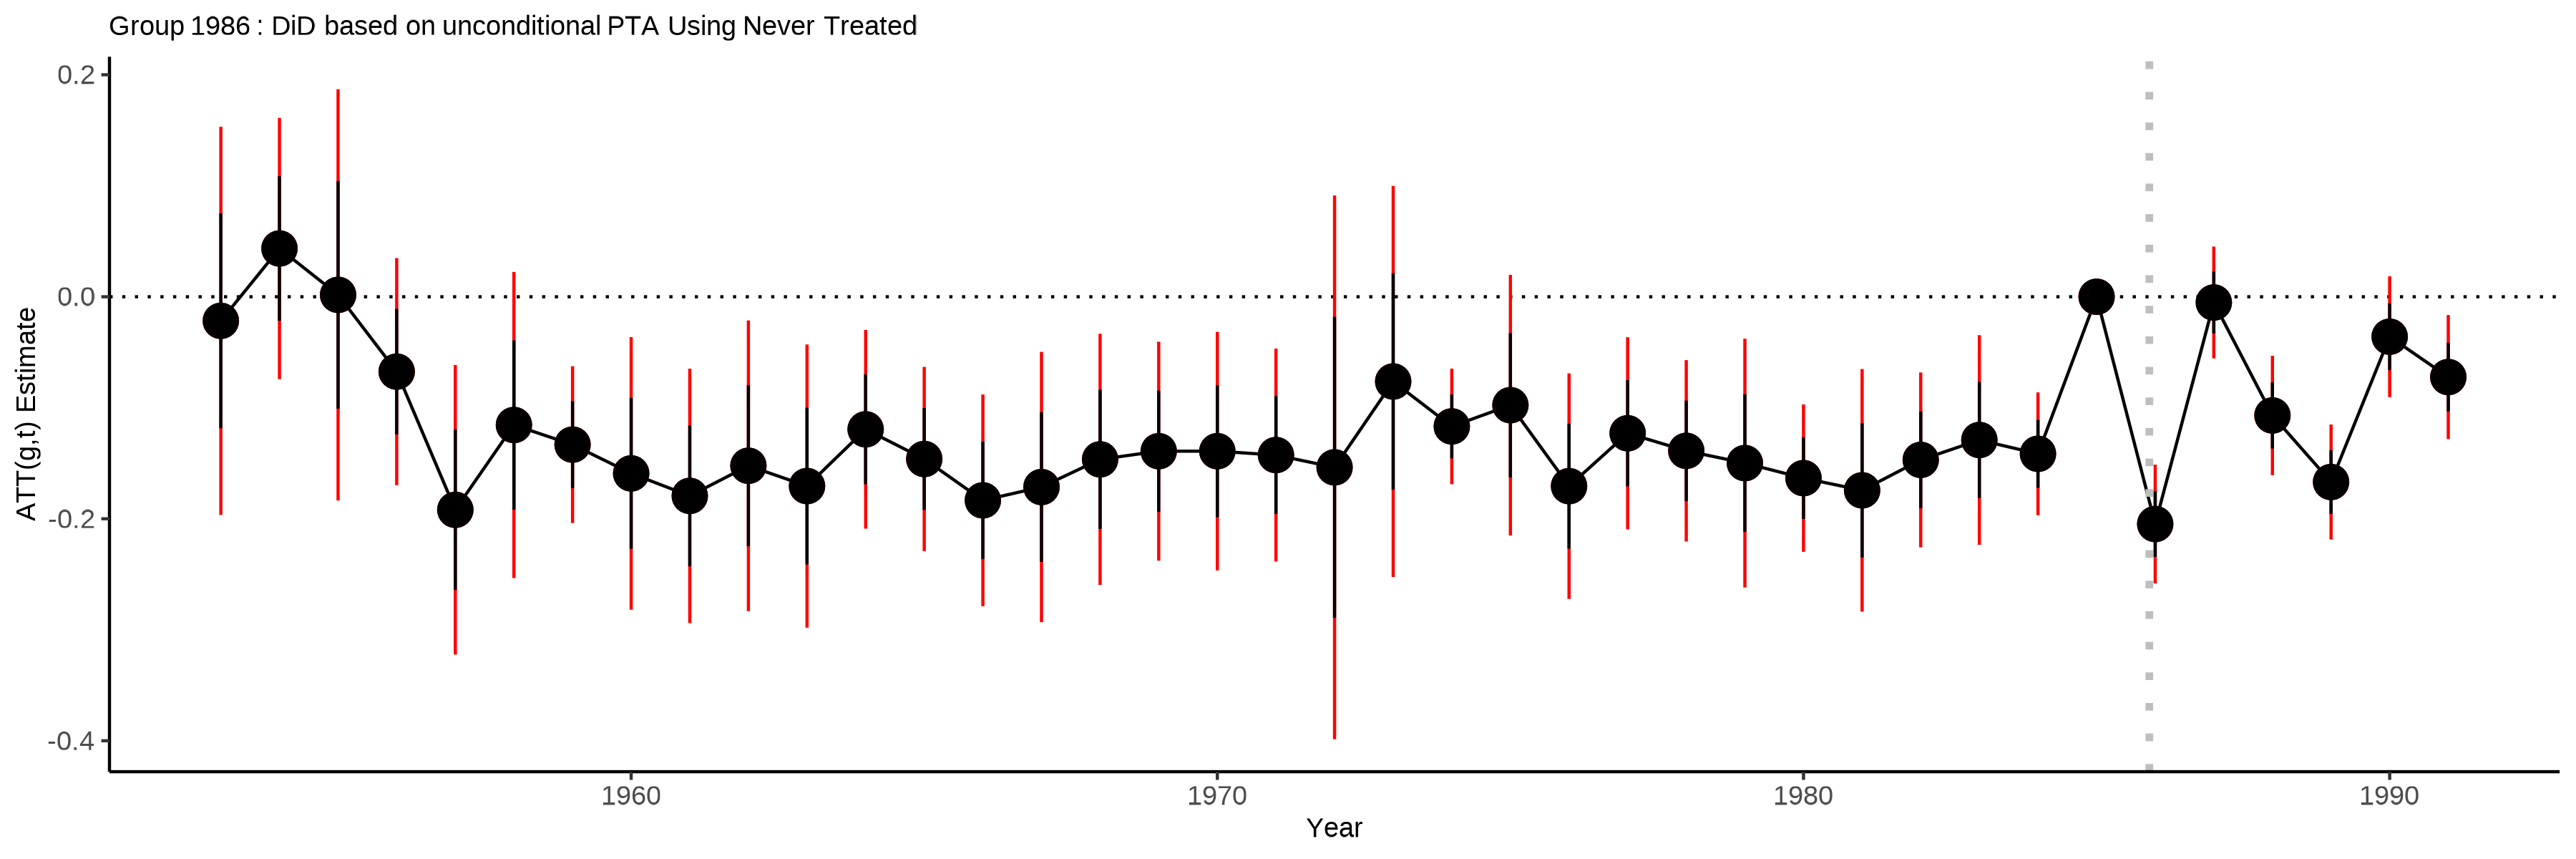 Group 1986 : DiD based on unconditional PTA Using Never Treated
0.2
0.0
-0.2
-0.4
ATT(g,t) Estimate
1960 1970 1980 1990
Year